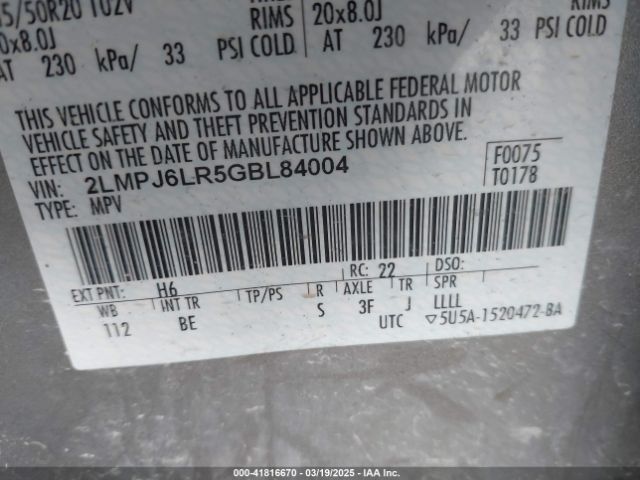 5/50R20 102V RIMS 20x8.0J
0x8.0J
AT 230 kPa/ 33 PSI COLD AT 230 kPa/ 33 PSI COLD
THIS VEHICLE CONFORMS TO ALL APPLICABLE FEDERAL MOTOR
VEHICLE SAFETY AND THEFT PREVENTION STANDARDS IN
EFFECT ON THE DATE OF MANUFACTURE SHOWN ABOVE.
VIN: 2LMPJ6LR5GBL84004 F0075
TYPE: MPV T0178
EXT PNT: H6 RC: 22 DSO:
WB INT TR TP/PS R AXLE TR SPR
112 BE S 3F J LLLL
UTC ▽5U5A-1520472-BA
000-41816670 | 03/19/2025 - IAA Inc.